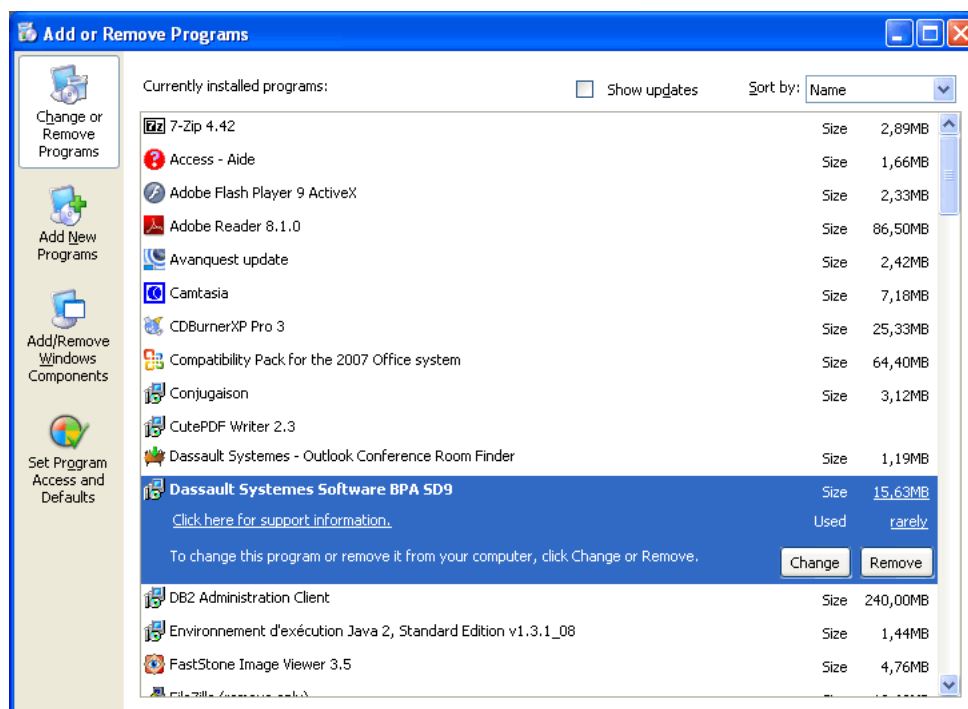 Add or Remove Programs
Change or
Remove
Programs
Add New
Programs
Add/Remove
Windows
Components
Set Program
Access and
Defaults
Currently installed programs:
Show updates
Sort by: Name
7-Zip 4.42 Size 2,89MB
Access - Aide Size 1,66MB
Adobe Flash Player 9 ActiveX Size 2,33MB
Adobe Reader 8.1.0 Size 86,50MB
Avanquest update Size 2,42MB
Camtasia Size 7,18MB
CDBurnerXP Pro 3 Size 25,33MB
Compatibility Pack for the 2007 Office system Size 64,40MB
Conjugaison Size 3,12MB
CutePDF Writer 2.3
Dassault Systemes - Outlook Conference Room Finder Size 1,19MB
Dassault Systemes Software BPA SD9 Size 15,63MB
Click here for support information. Used rarely
To change this program or remove it from your computer, click Change or Remove. Change Remove
DB2 Administration Client Size 240,00MB
Environnement d'exécution Java 2, Standard Edition v1.3.1_08 Size 1,44MB
FastStone Image Viewer 3.5 Size 4,76MB
FileZilla (remove only)